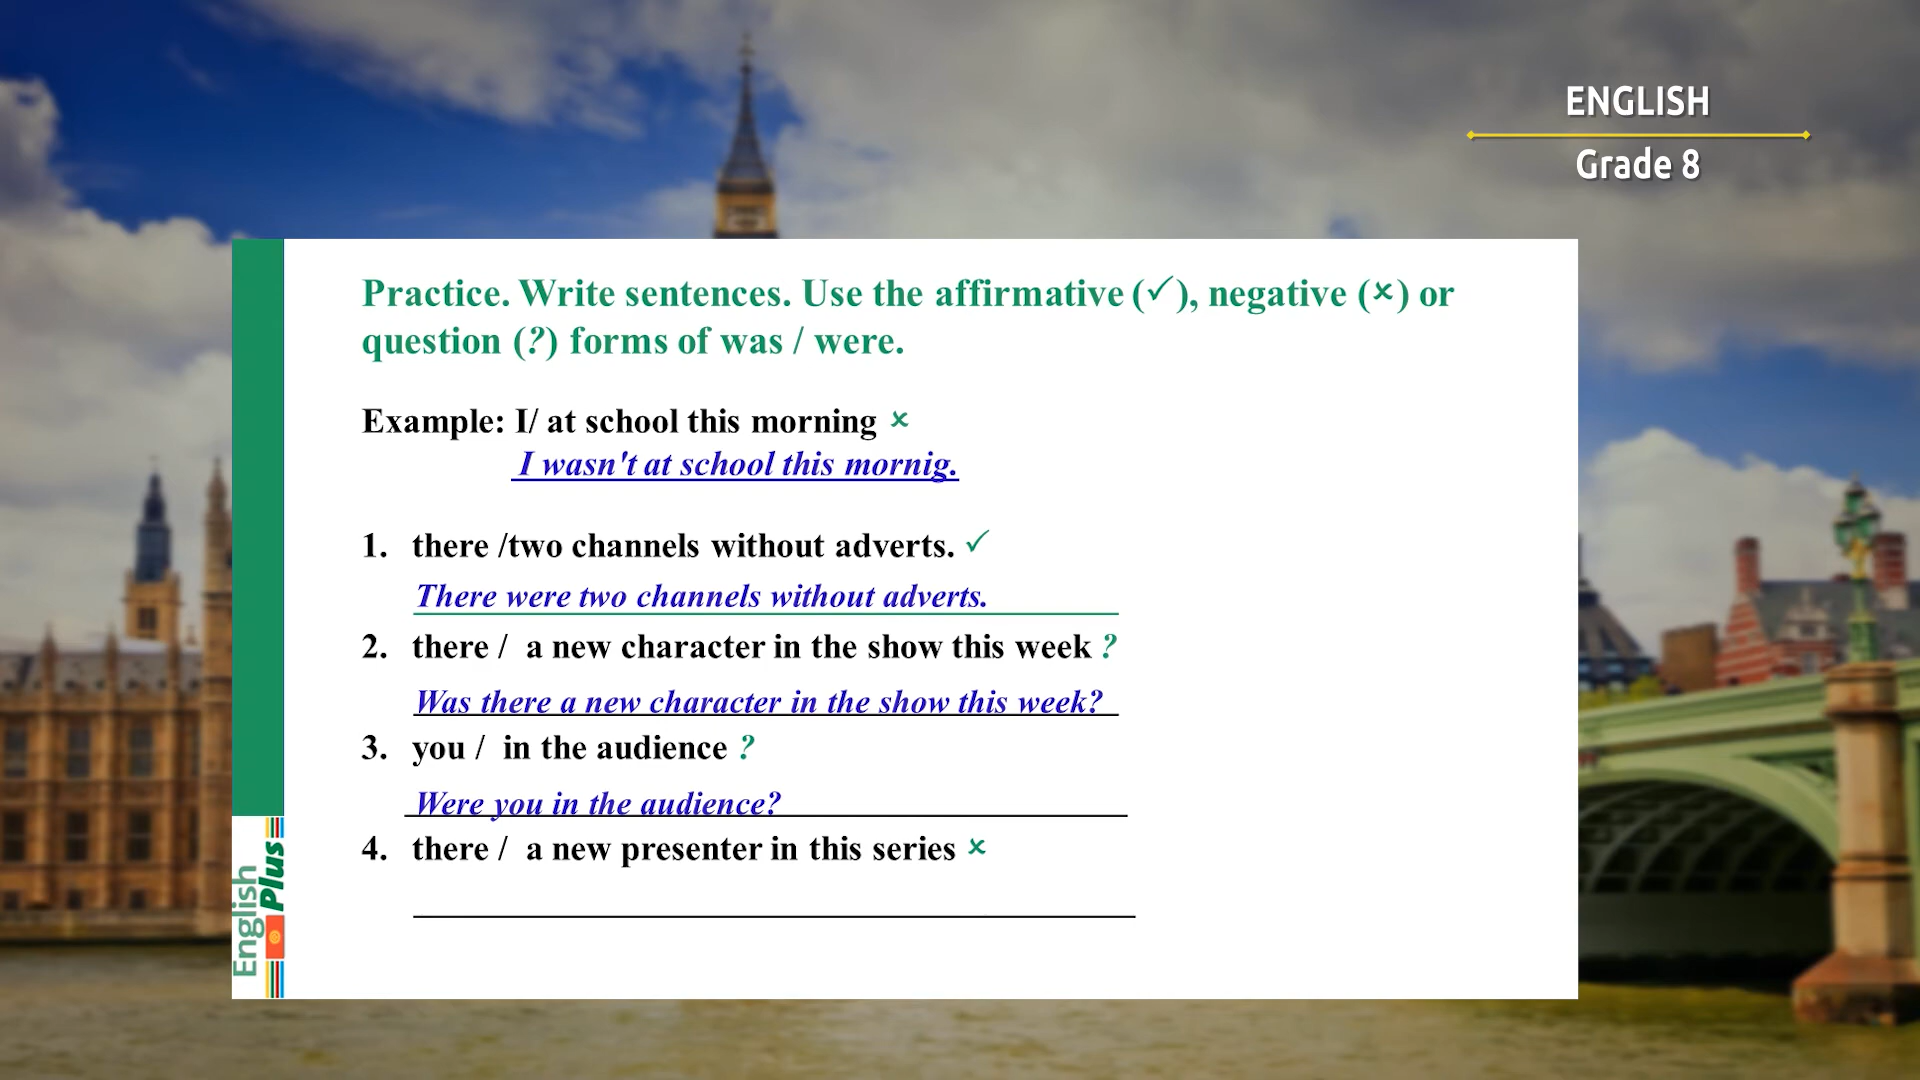 ENGLISH
Grade 8
Practice. Write sentences. Use the affirmative (✓), negative (×) or
question (?) forms of was / were.
Example: I/ at school this morning ×
I wasn't at school this mornig.
1. there /two channels without adverts. ✓
There were two channels without adverts.
2. there / a new character in the show this week ?
Was there a new character in the show this week?
3. you / in the audience ?
Were you in the audience?
4. there / a new presenter in this series ×
English
Plus